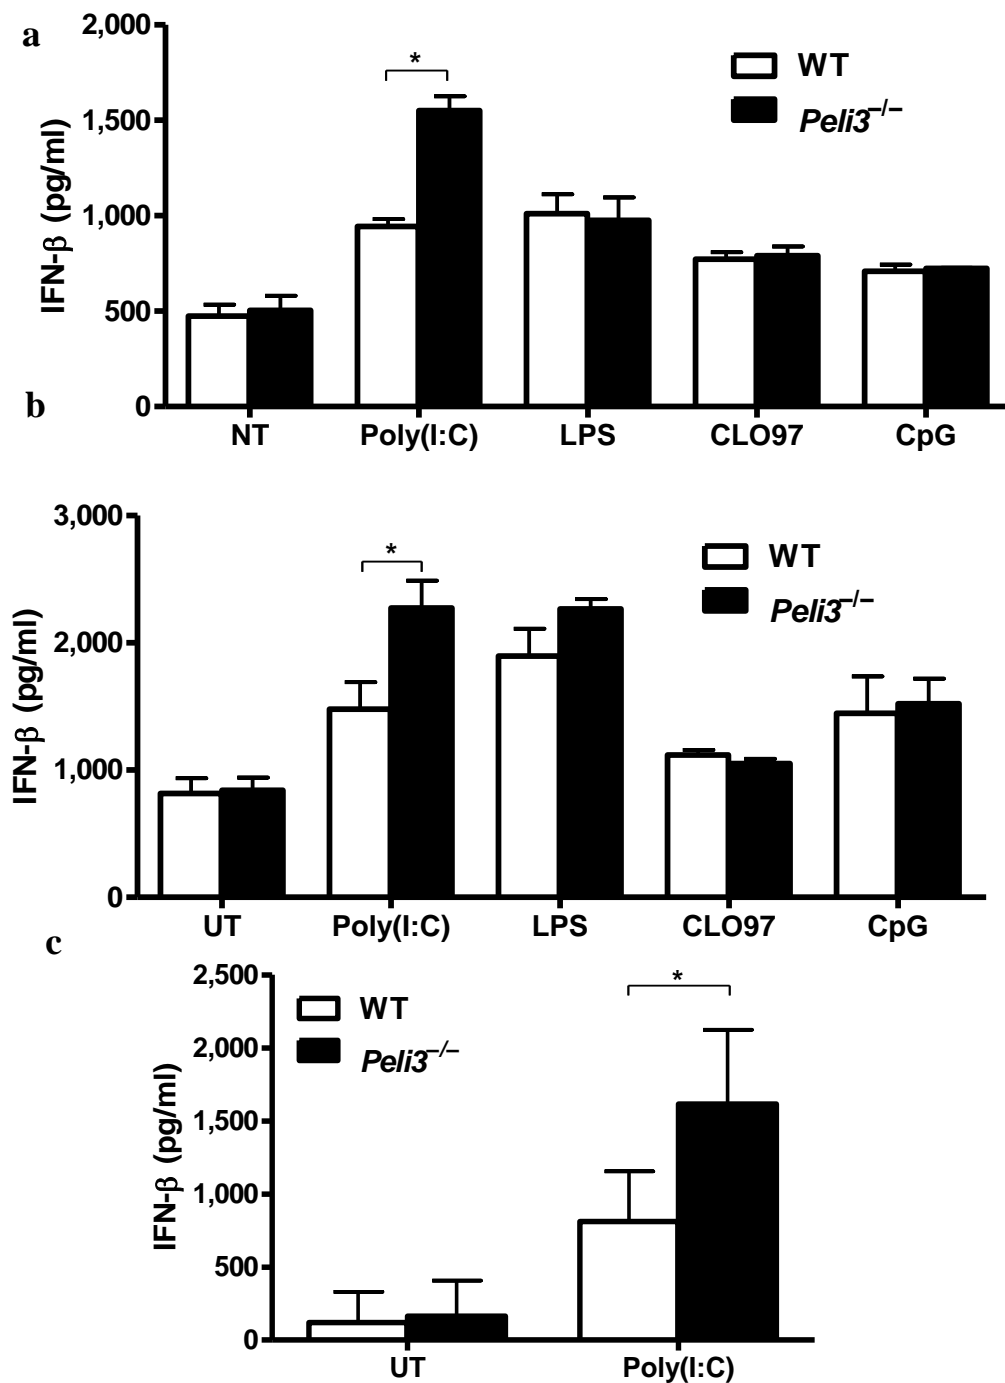 a
2,000
*
WT
Peli3–/–
1,500
1,000
500
0
IFN-β (pg/ml)
NT Poly(I:C) LPS CLO97 CpG
b
3,000
*
WT
Peli3–/–
2,000
1,000
0
IFN-β (pg/ml)
UT Poly(I:C) LPS CLO97 CpG
c
2,500
*
WT
Peli3–/–
2,000
1,500
1,000
500
0
IFN-β (pg/ml)
UT Poly(I:C)